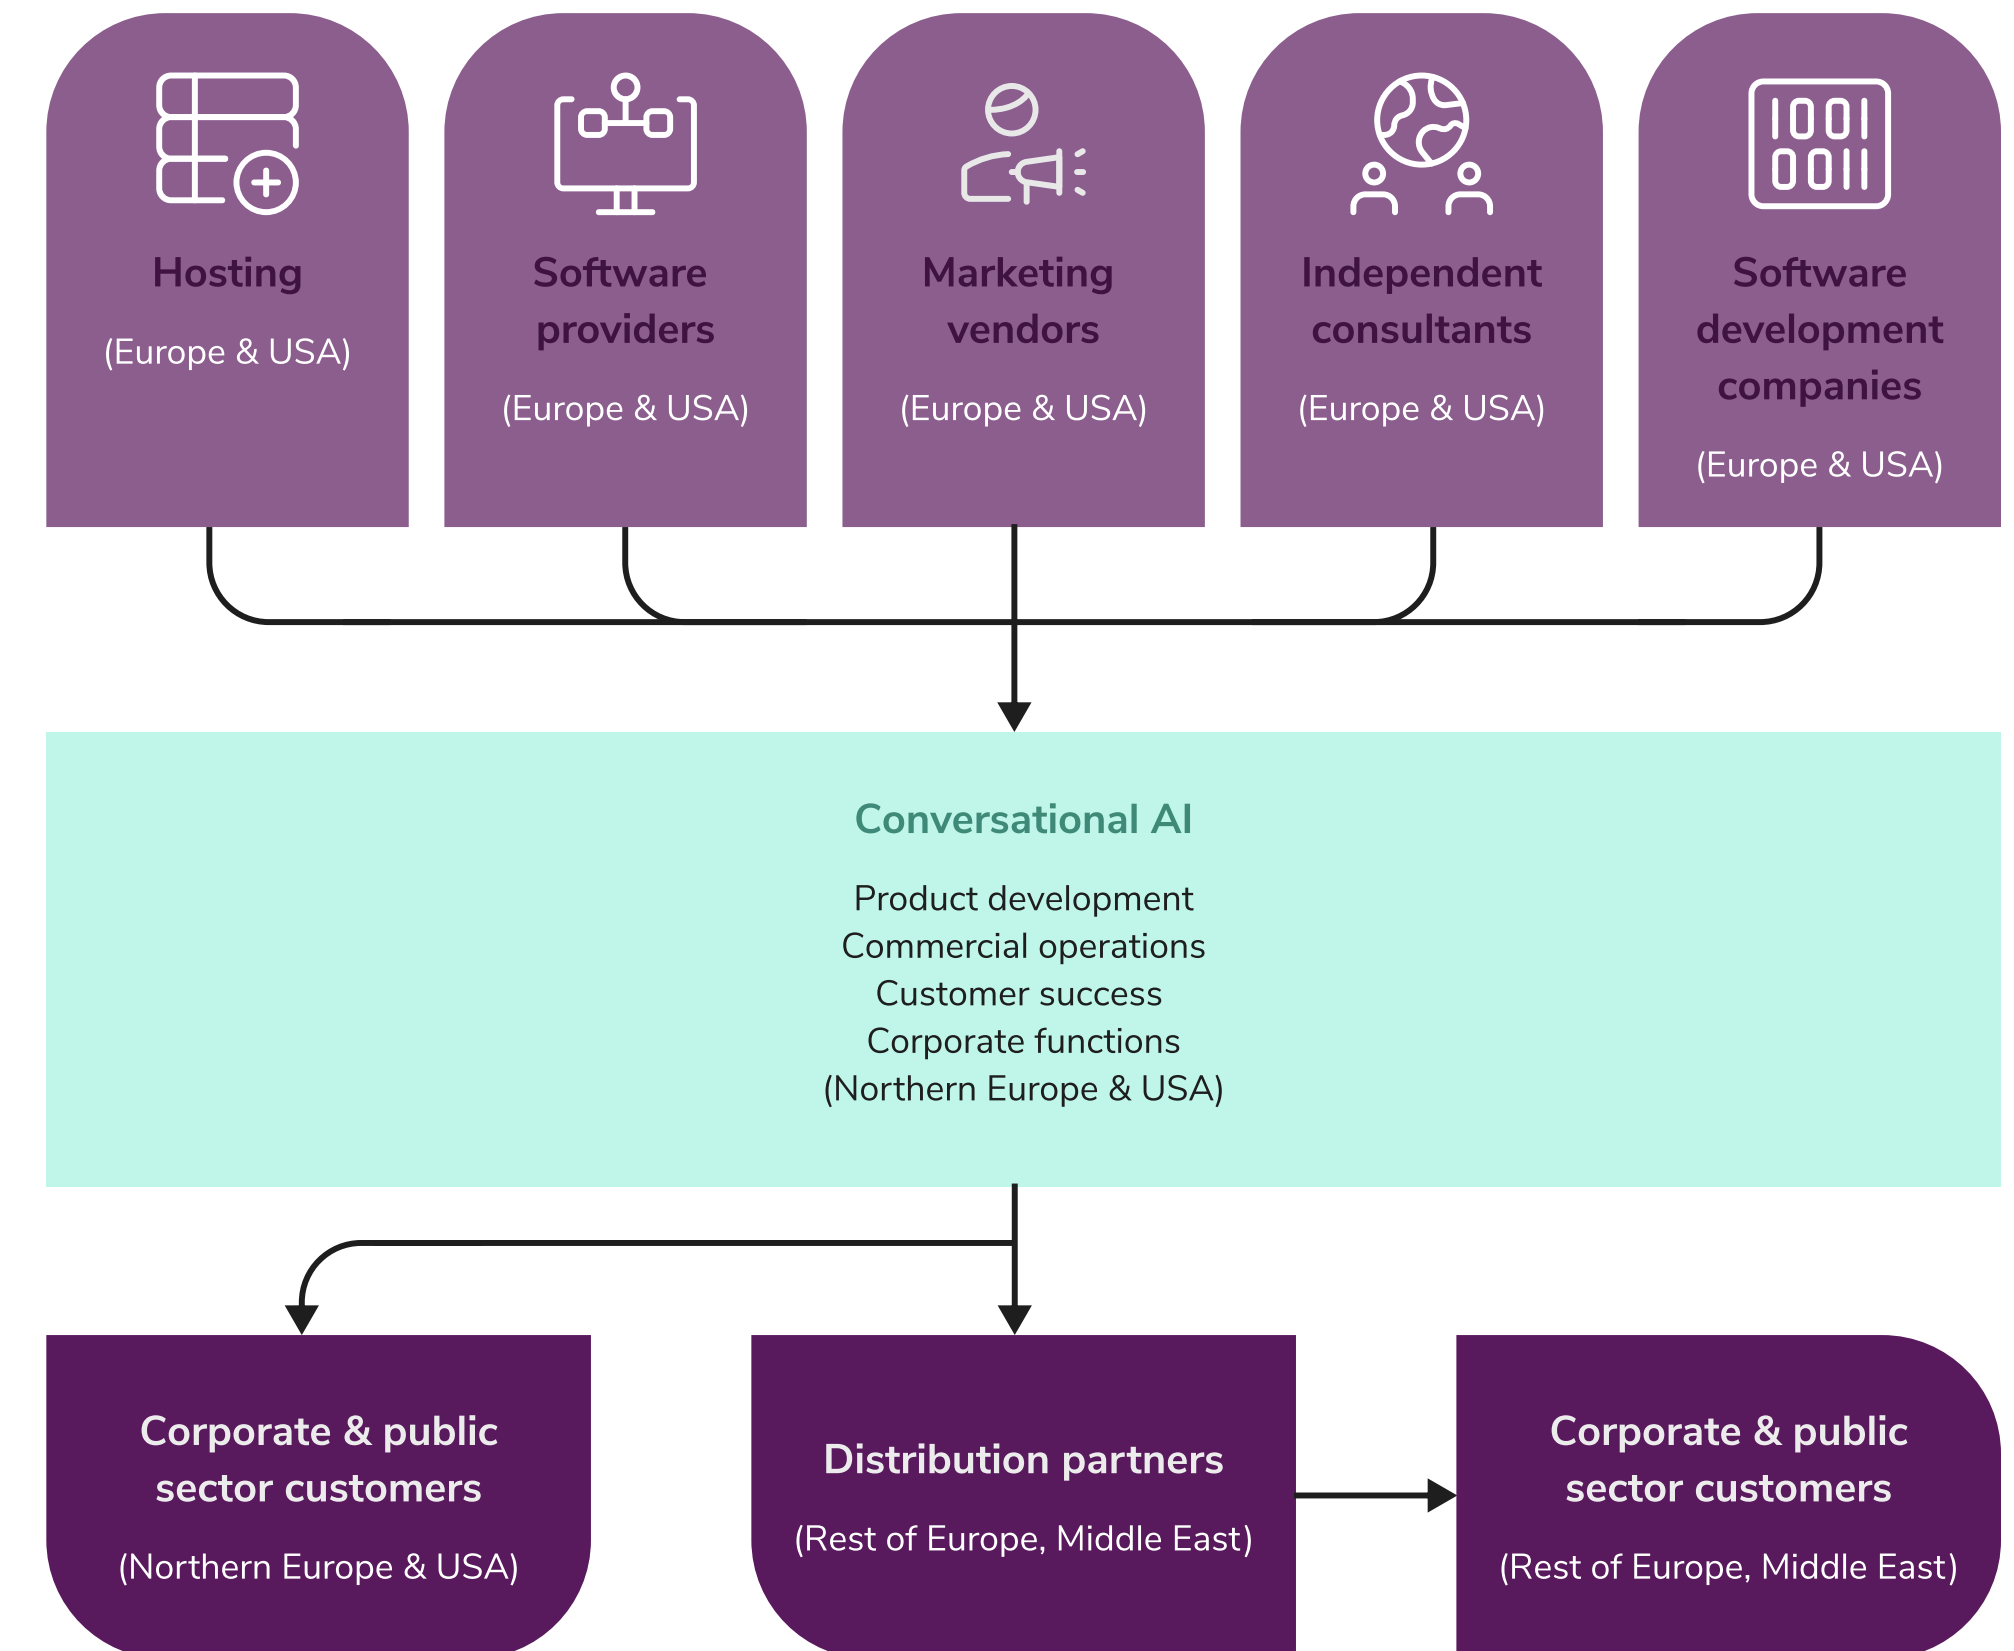 Hosting
(Europe & USA)
Software
providers
(Europe & USA)
Marketing
vendors
(Europe & USA)
Independent
consultants
(Europe & USA)
Software
development
companies
(Europe & USA)
Conversational AI
Product development
Commercial operations
Customer success
Corporate functions
(Northern Europe & USA)
Corporate & public
sector customers
(Northern Europe & USA)
Distribution partners
(Rest of Europe, Middle East)
Corporate & public
sector customers
(Rest of Europe, Middle East)